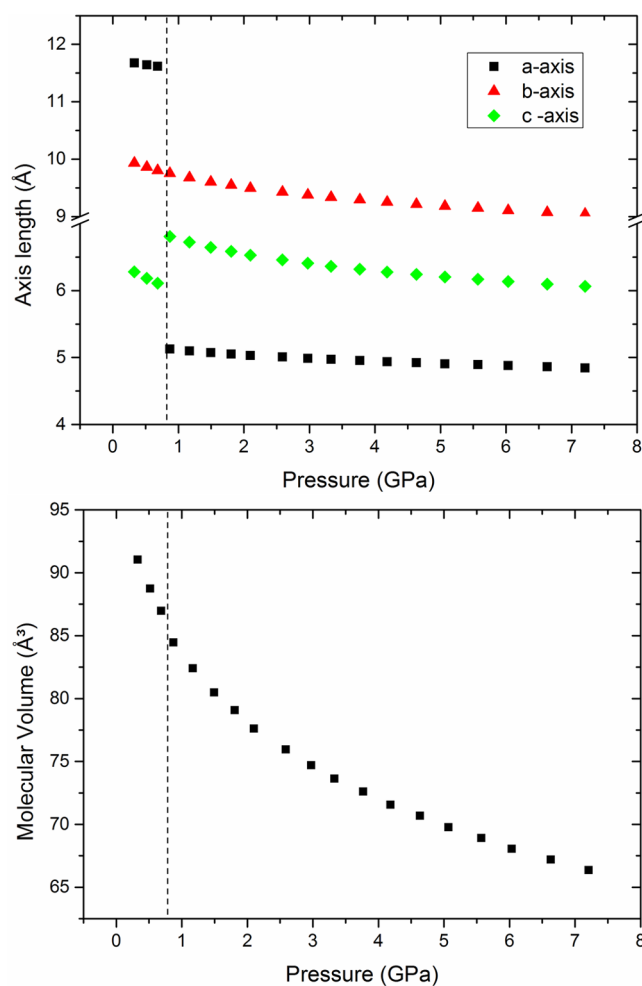 12
11
10
9
6
5
4
Axis length (Å)
a-axis
b-axis
c -axis
0 1 2 3 4 5 6 7 8
Pressure (GPa)
95
90
85
80
75
70
65
Molecular Volume (Å³)
0 1 2 3 4 5 6 7 8
Pressure (GPa)